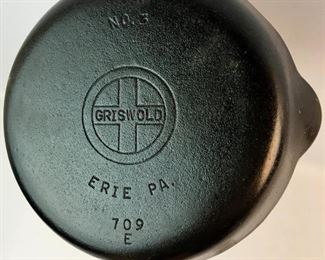 NO. 3
GRISWOLD
ERIE PA.
709
E